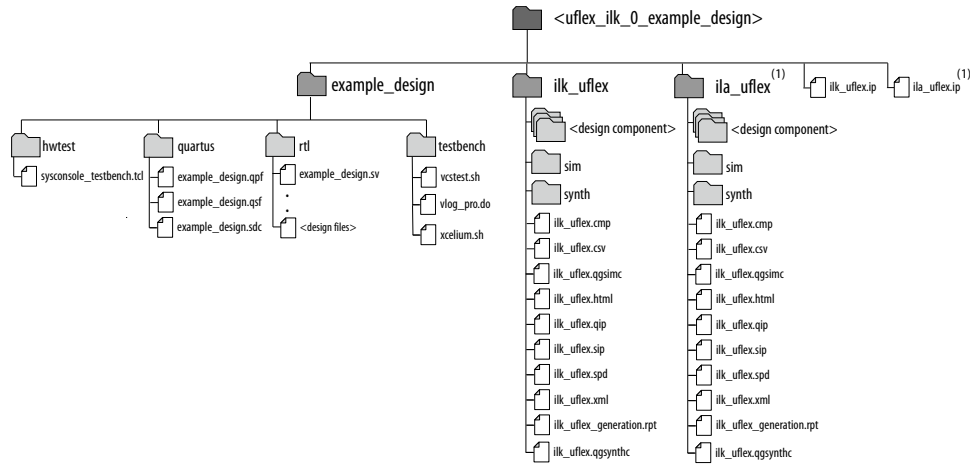 <uflex_ilk_0_example_design>
example_design
ilk_uflex
ila_uflex (1)
ilk_uflex.ip
ila_uflex.ip (1)
hwtest
sysconsole_testbench.tcl
quartus
example_design.qpf
example_design.qsf
example_design.sdc
rtl
example_design.sv
<design files>
testbench
vcstest.sh
vlog_pro.do
xcelium.sh
<design component>
sim
synth
ilk_uflex.cmp
ilk_uflex.csv
ilk_uflex.qgsimc
ilk_uflex.html
ilk_uflex.qip
ilk_uflex.sip
ilk_uflex.spd
ilk_uflex.xml
ilk_uflex_generation.rpt
ilk_uflex.qgsynthc
<design component>
sim
synth
ila_uflex.cmp
ila_uflex.csv
ilk_uflex.qgsimc
ilk_uflex.html
ilk_uflex.qip
ilk_uflex.sip
ilk_uflex.spd
ilk_uflex.xml
ilk_uflex_generation.rpt
ilk_uflex.qgsynthc